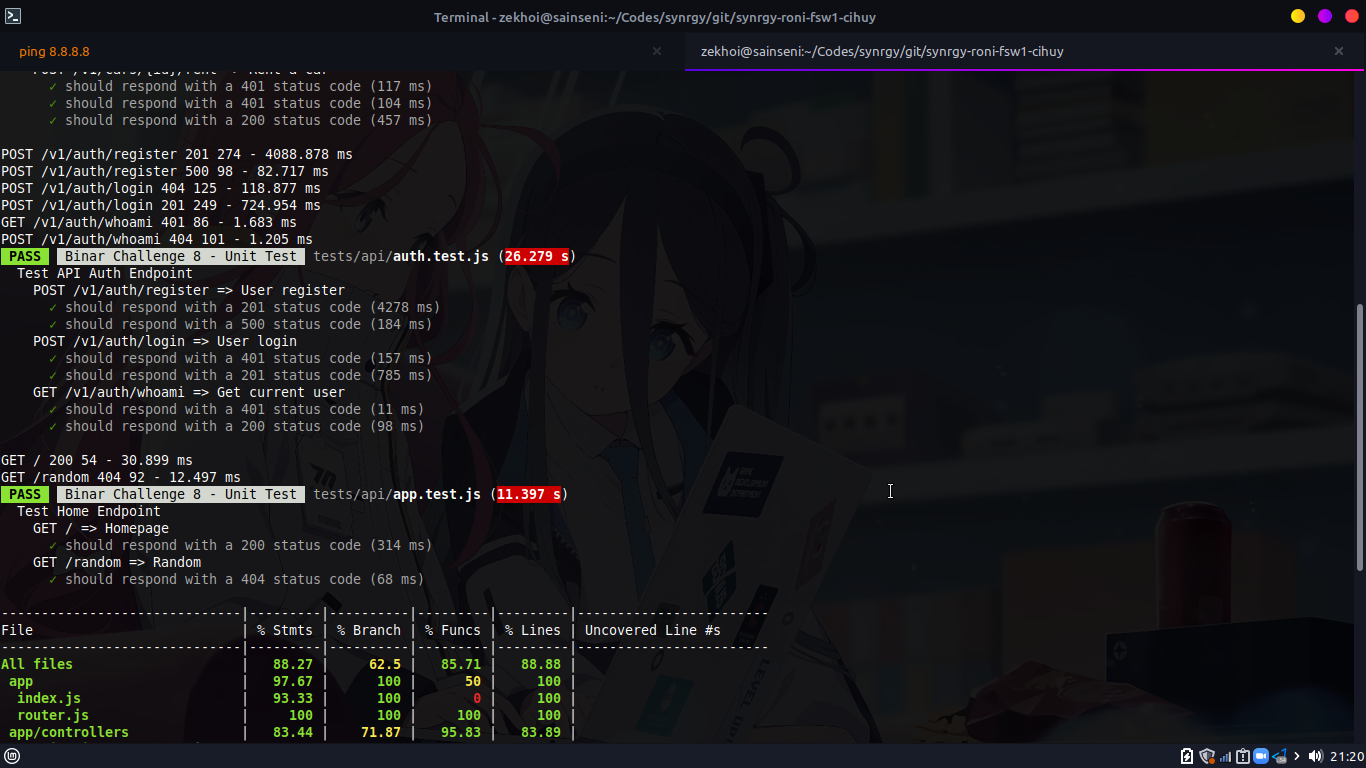 Terminal - zekhoi@sainseni:~/Codes/synrgy/git/synrgy-roni-fsw1-cihuy
ping 8.8.8.8 ×
zekhoi@sainseni:~/Codes/synrgy/git/synrgy-roni-fsw1-cihuy ×
✓ should respond with a 401 status code (117 ms)
✓ should respond with a 401 status code (104 ms)
✓ should respond with a 200 status code (457 ms)
POST /v1/auth/register 201 274 - 4088.878 ms
POST /v1/auth/register 500 98 - 82.717 ms
POST /v1/auth/login 404 125 - 118.877 ms
POST /v1/auth/login 201 249 - 724.954 ms
GET /v1/auth/whoami 401 86 - 1.683 ms
POST /v1/auth/whoami 404 101 - 1.205 ms
PASS Binar Challenge 8 - Unit Test tests/api/auth.test.js (26.279 s)
Test API Auth Endpoint
POST /v1/auth/register => User register
✓ should respond with a 201 status code (4278 ms)
✓ should respond with a 500 status code (184 ms)
POST /v1/auth/login => User login
✓ should respond with a 401 status code (157 ms)
✓ should respond with a 201 status code (785 ms)
GET /v1/auth/whoami => Get current user
✓ should respond with a 401 status code (11 ms)
✓ should respond with a 200 status code (98 ms)
GET / 200 54 - 30.899 ms
GET /random 404 92 - 12.497 ms
PASS Binar Challenge 8 - Unit Test tests/api/app.test.js (11.397 s)
Test Home Endpoint
GET / => Homepage
✓ should respond with a 200 status code (314 ms)
GET /random => Random
✓ should respond with a 404 status code (68 ms)
File | % Stmts | % Branch | % Funcs | % Lines | Uncovered Line #s
All files | 88.27 | 62.5 | 85.71 | 88.88 |
app | 97.67 | 100 | 50 | 100 |
index.js | 93.33 | 100 | 0 | 100 |
router.js | 100 | 100 | 100 | 100 |
app/controllers | 83.44 | 71.87 | 95.83 | 83.89 |
21:20